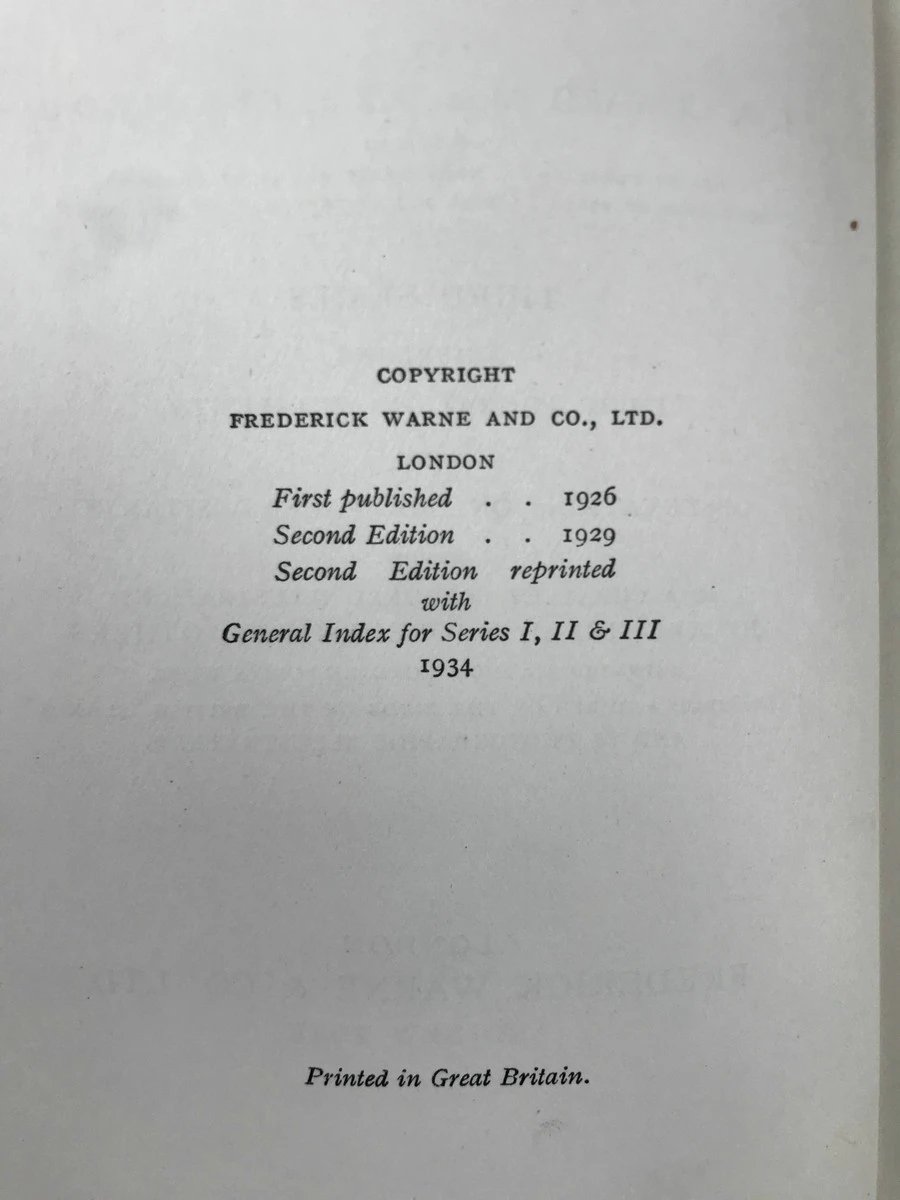 COPYRIGHT
FREDERICK WARNE AND CO., LTD.
LONDON
First published . . 1926
Second Edition . . 1929
Second Edition reprinted
with
General Index for Series I, II & III
1934
Printed in Great Britain.